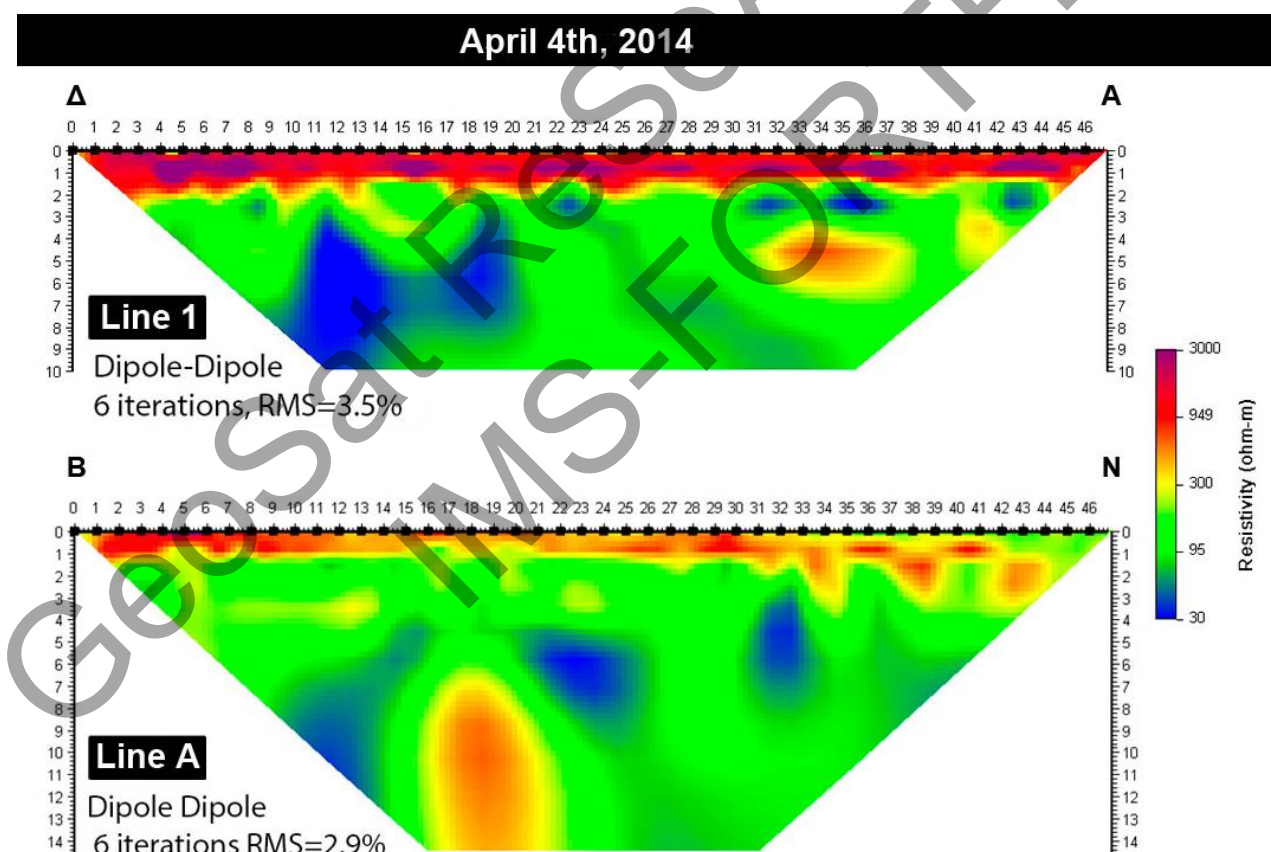 April 4th, 2014
Δ A
0 1 2 3 4 5 6 7 8 9 10 11 12 13 14 15 16 17 18 19 20 21 22 23 24 25 26 27 28 29 30 31 32 33 34 35 36 37 38 39 40 41 42 43 44 45 46
0 0
1 1
2 2
3 3
4 4
5 5
6 6
7 7
8 8
9 9
10 10
Line 1
Dipole-Dipole
6 iterations, RMS=3.5%
3000
949
300
95
30
Resistivity (ohm-m)
B N
0 1 2 3 4 5 6 7 8 9 10 11 12 13 14 15 16 17 18 19 20 21 22 23 24 25 26 27 28 29 30 31 32 33 34 35 36 37 38 39 40 41 42 43 44 45 46
0 0
1 1
2 2
3 3
4 4
5 5
6 6
7 7
8 8
9 9
10 10
11 11
12 12
13 13
14 14
Line A
Dipole Dipole
6 iterations RMS=2.9%
GeoSat ReSo
IMS-FORTH